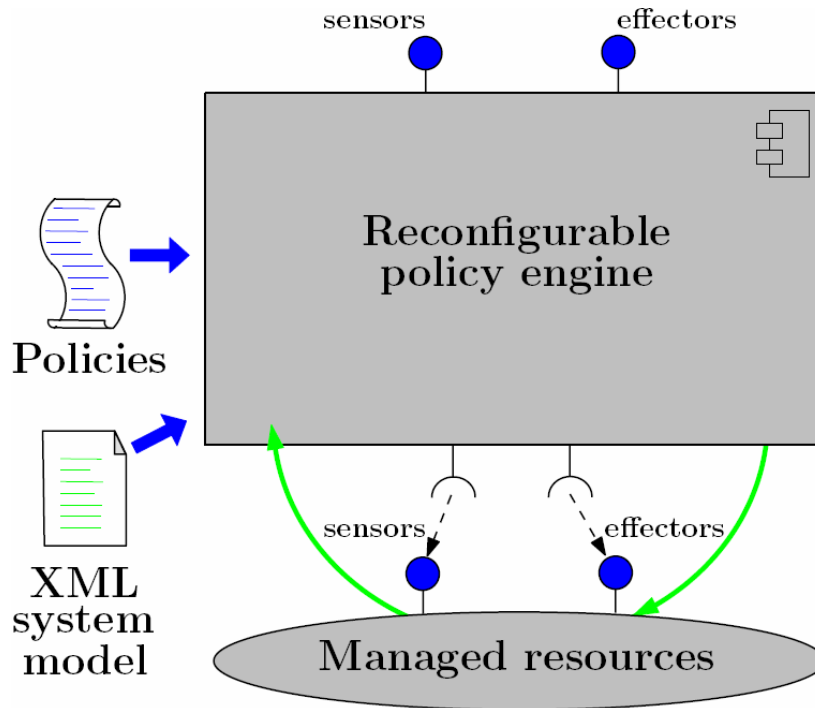 sensors
effectors
Reconfigurable
policy engine
Policies
sensors
effectors
XML
system
model
Managed resources